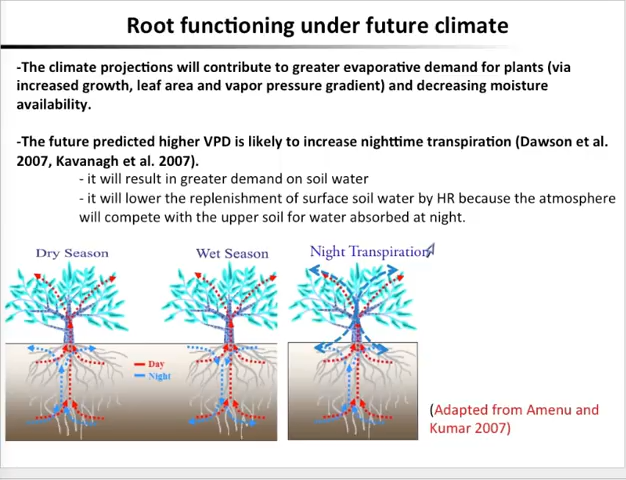 Root functioning under future climate
-The climate projections will contribute to greater evaporative demand for plants (via
increased growth, leaf area and vapor pressure gradient) and decreasing moisture
availability.
-The future predicted higher VPD is likely to increase nighttime transpiration (Dawson et al.
2007, Kavanagh et al. 2007).
- it will result in greater demand on soil water
- it will lower the replenishment of surface soil water by HR because the atmosphere
will compete with the upper soil for water absorbed at night.
Dry Season
Wet Season
Night Transpiration
Day
Night
(Adapted from Amenu and
Kumar 2007)